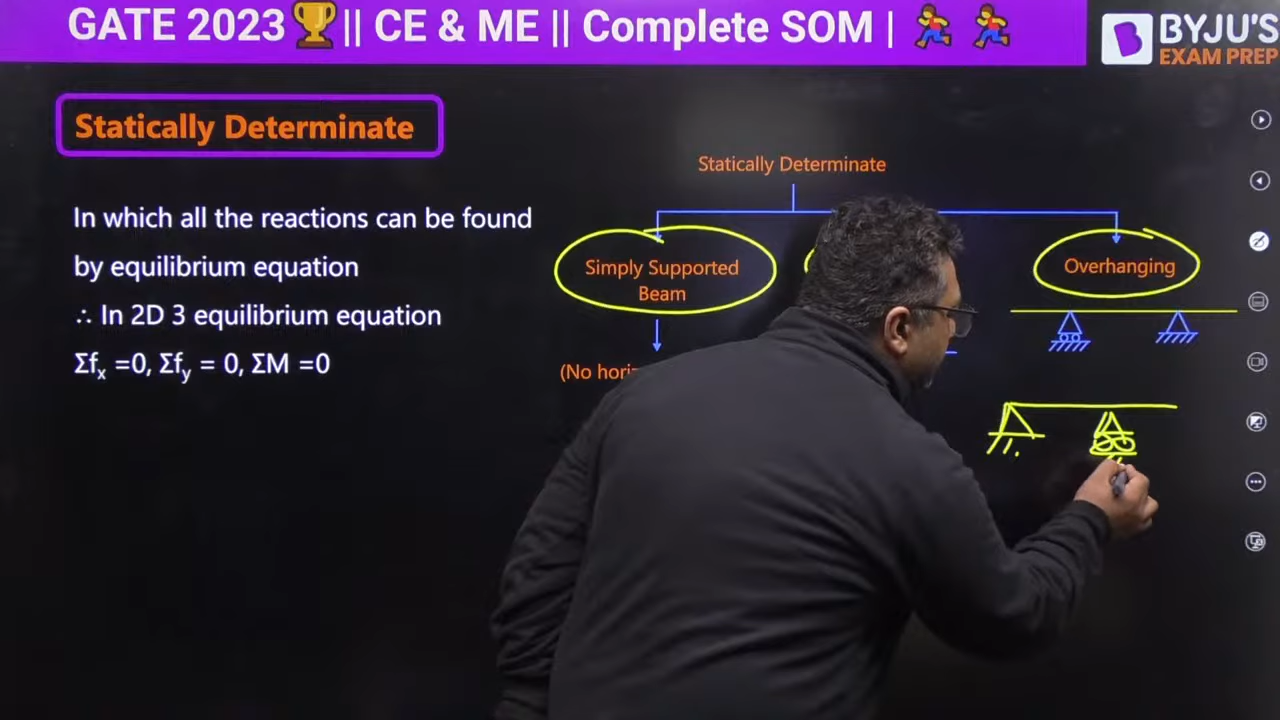 GATE 2023🏆|| CE & ME || Complete SOM | 🏃 🏃
BYJU'S
EXAM PREP
Statically Determinate
In which all the reactions can be found
by equilibrium equation
∴ In 2D 3 equilibrium equation
Σfx =0, Σfy = 0, ΣM =0
Statically Determinate
Simply Supported
Beam
(No hori
Overhanging